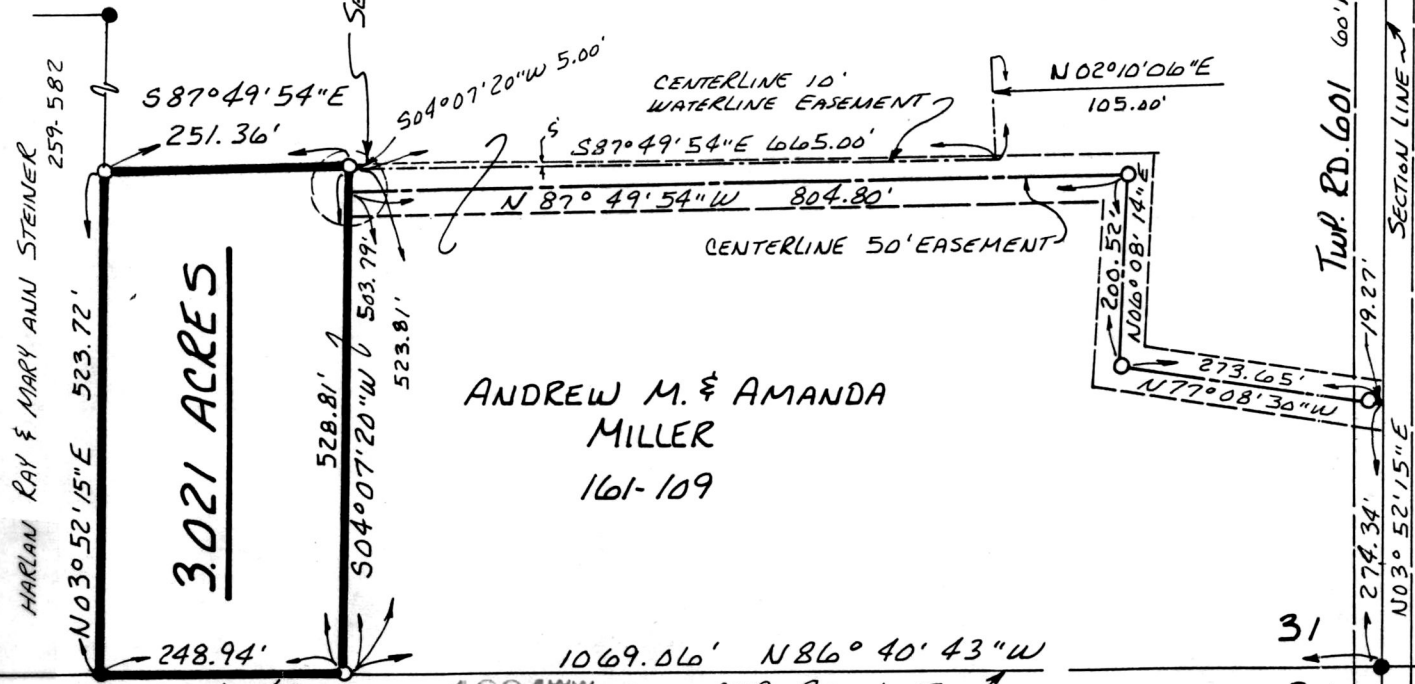 S87°49'54"E
251.36'
S04°07'20"W 5.00'
CENTERLINE 10'
WATERLINE EASEMENT
N02°10'06"E
105.00'
5'
S87°49'54"E 665.00'
N 87° 49'54"W 804.80'
CENTERLINE 50' EASEMENT
200.52'
N06°08'14"E
273.65'
N77°08'30"W
19.27'
TWP. RD. 601
SECTION LINE
HARLAN RAY & MARY ANN STEINER
259-582
N03°52'15"E 523.72'
3.021 ACRES
528.81'
S04°07'20"W 503.79'
523.81'
ANDREW M. & AMANDA
MILLER
161-109
274.34'
N03°52'15"E
31
248.94'
1069.06' N86°40'43"W